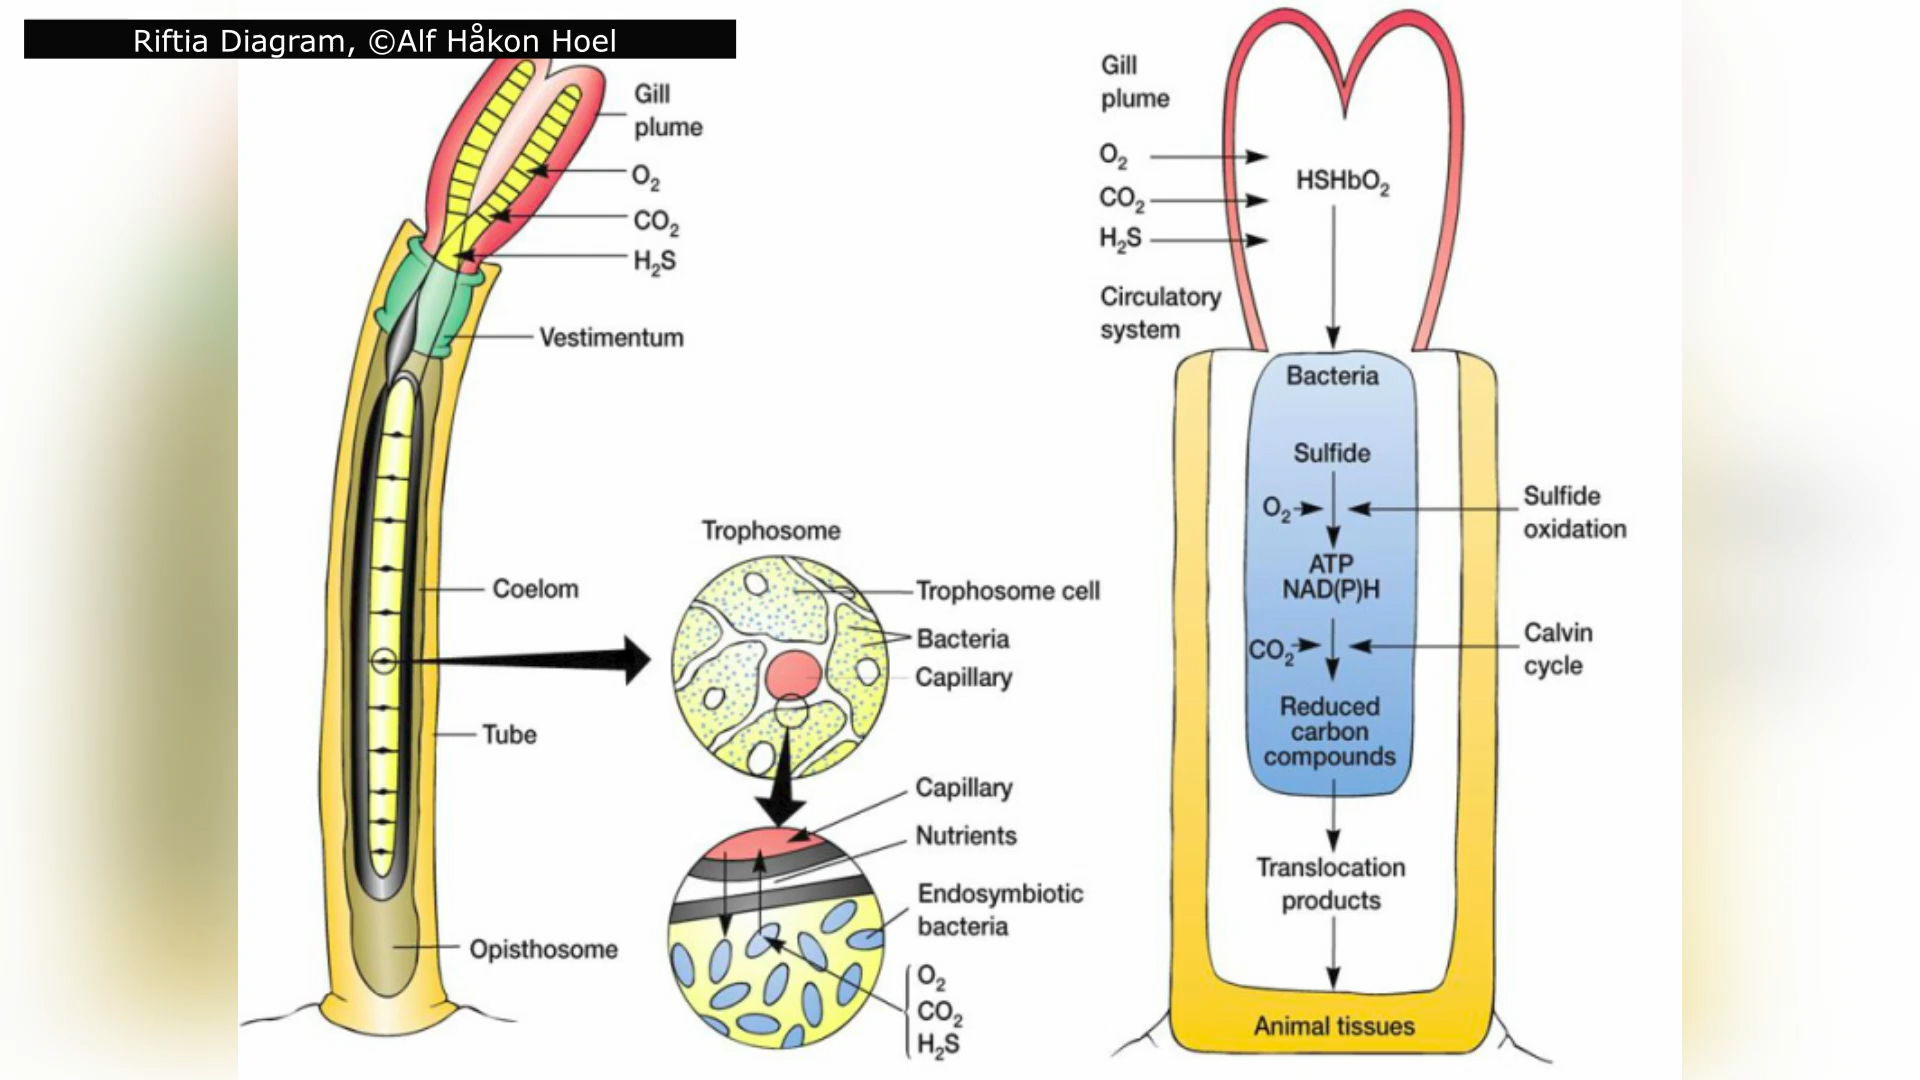 Riftia Diagram, ©Alf Håkon Hoel
Gill
plume
O₂
CO₂
H₂S
Vestimentum
Coelom
Tube
Opisthosome
Trophosome
Trophosome cell
Bacteria
Capillary
Capillary
Nutrients
Endosymbiotic
bacteria
O₂
CO₂
H₂S
Gill
plume
O₂
CO₂
H₂S
Circulatory
system
HSHbO₂
Bacteria
Sulfide
O₂
Sulfide
oxidation
ATP
NAD(P)H
CO₂
Calvin
cycle
Reduced
carbon
compounds
Translocation
products
Animal tissues